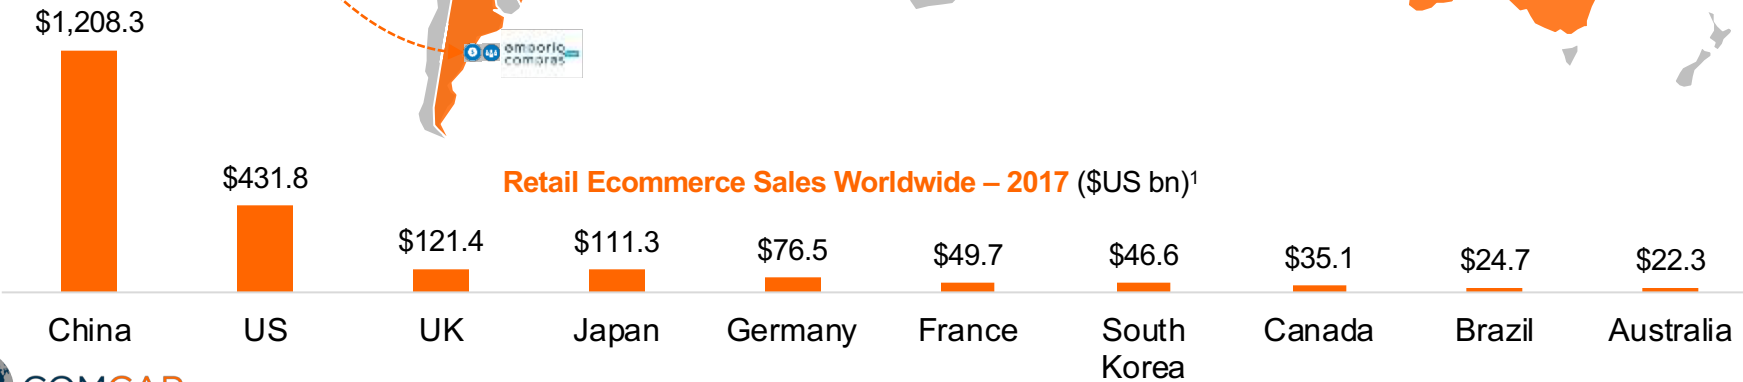 $1,208.3
emporio
compras
$431.8
Retail Ecommerce Sales Worldwide – 2017 ($US bn)¹
$121.4
$111.3
$76.5
$49.7
$46.6
$35.1
$24.7
$22.3
China
US
UK
Japan
Germany
France
South
Korea
Canada
Brazil
Australia
COMCAP